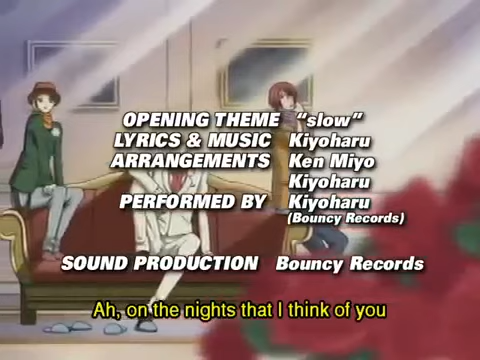 OPENING THEME "slow"
LYRICS & MUSIC Kiyoharu
ARRANGEMENTS Ken Miyo
Kiyoharu
PERFORMED BY Kiyoharu
(Bouncy Records)
SOUND PRODUCTION Bouncy Records
Ah, on the nights that I think of you